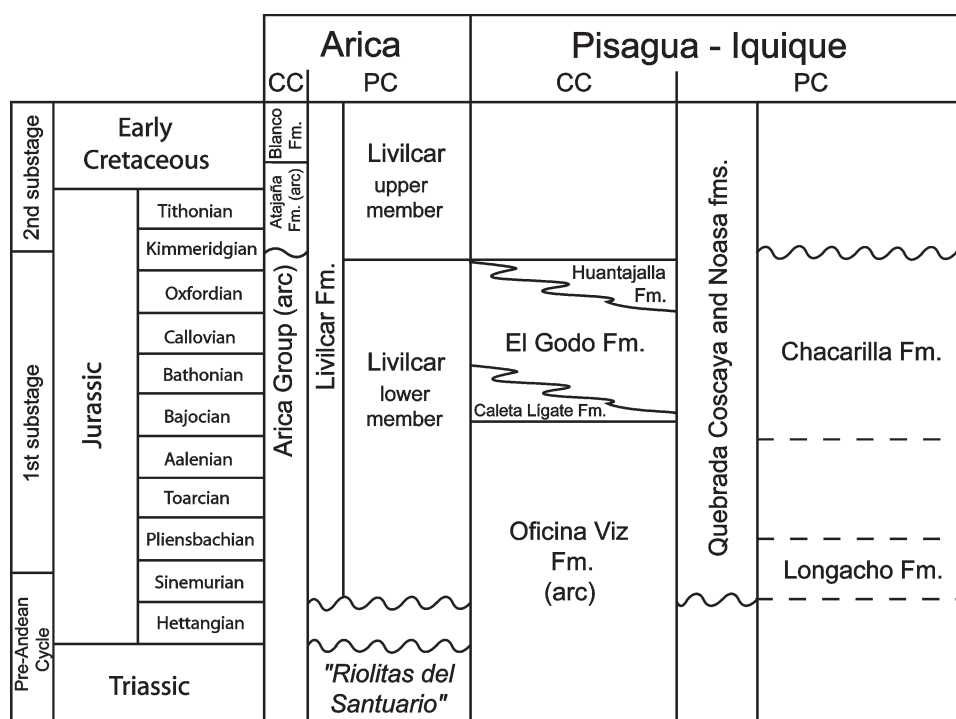 Arica
Pisagua - Iquique
CC
PC
CC
PC
2nd substage
1st substage
Pre-Andean
Cycle
Early
Cretaceous
Jurassic
Tithonian
Kimmeridgian
Oxfordian
Callovian
Bathonian
Bajocian
Aalenian
Toarcian
Pliensbachian
Sinemurian
Hettangian
Triassic
Blanco
Fm.
Atajaña
Fm. (arc)
Arica Group (arc)
Livilcar Fm.
Livilcar
upper
member
Livilcar
lower
member
"Riolitas del
Santuario"
Huantajalla
Fm.
El Godo Fm.
Caleta Lígate Fm.
Oficina Viz
Fm.
(arc)
Quebrada Coscaya and Noasa fms.
Chacarilla Fm.
Longacho Fm.